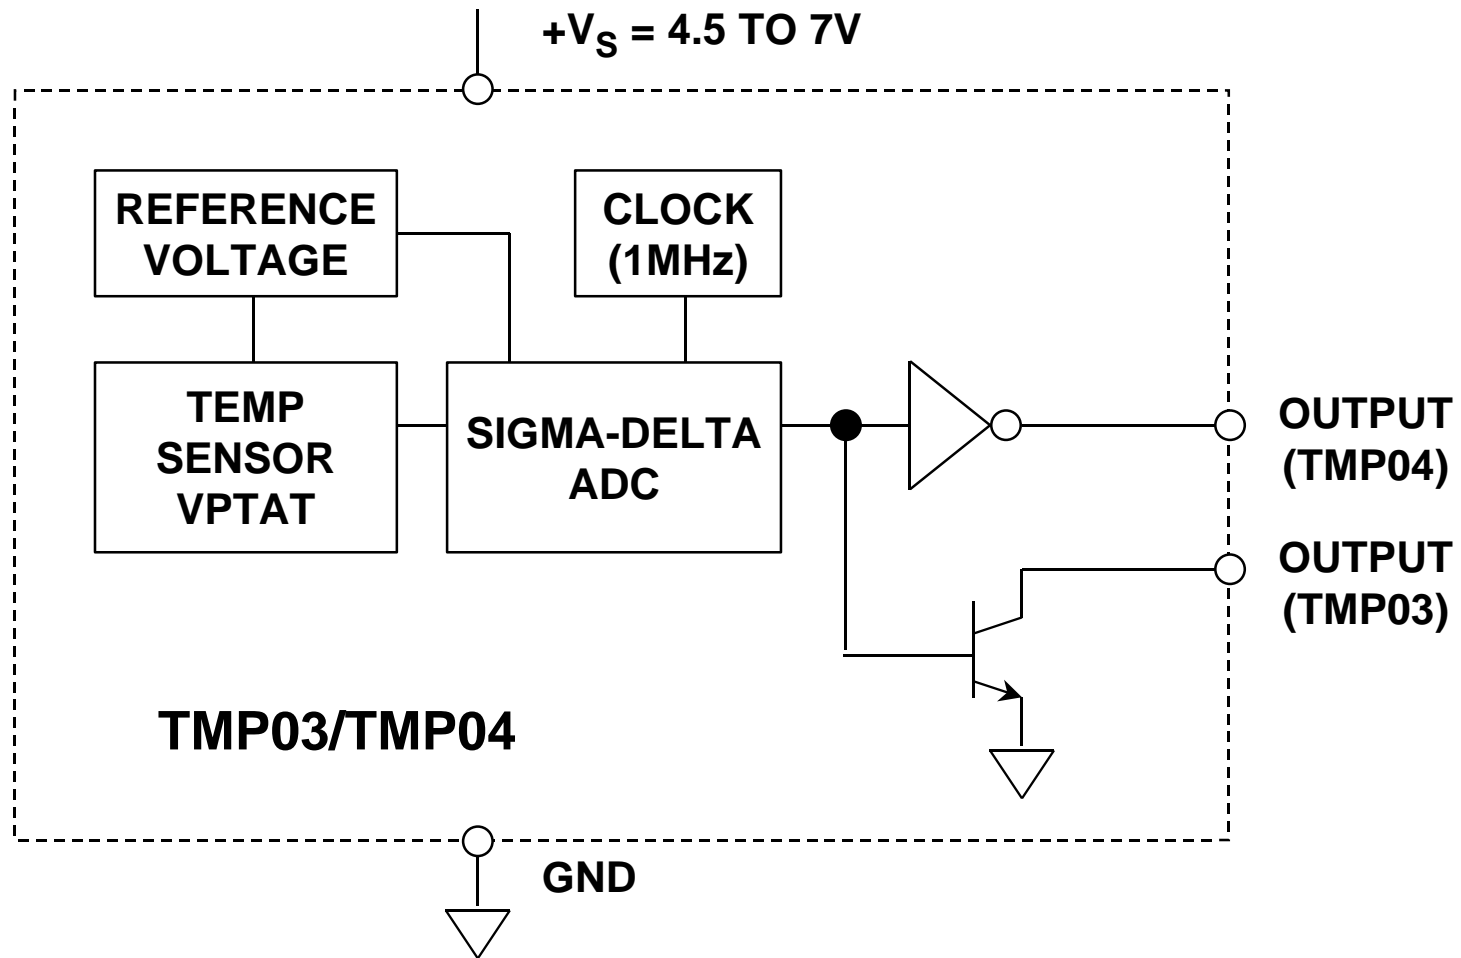 +VS = 4.5 TO 7V
REFERENCE
VOLTAGE
CLOCK
(1MHz)
TEMP
SENSOR
VPTAT
SIGMA-DELTA
ADC
OUTPUT
(TMP04)
OUTPUT
(TMP03)
TMP03/TMP04
GND